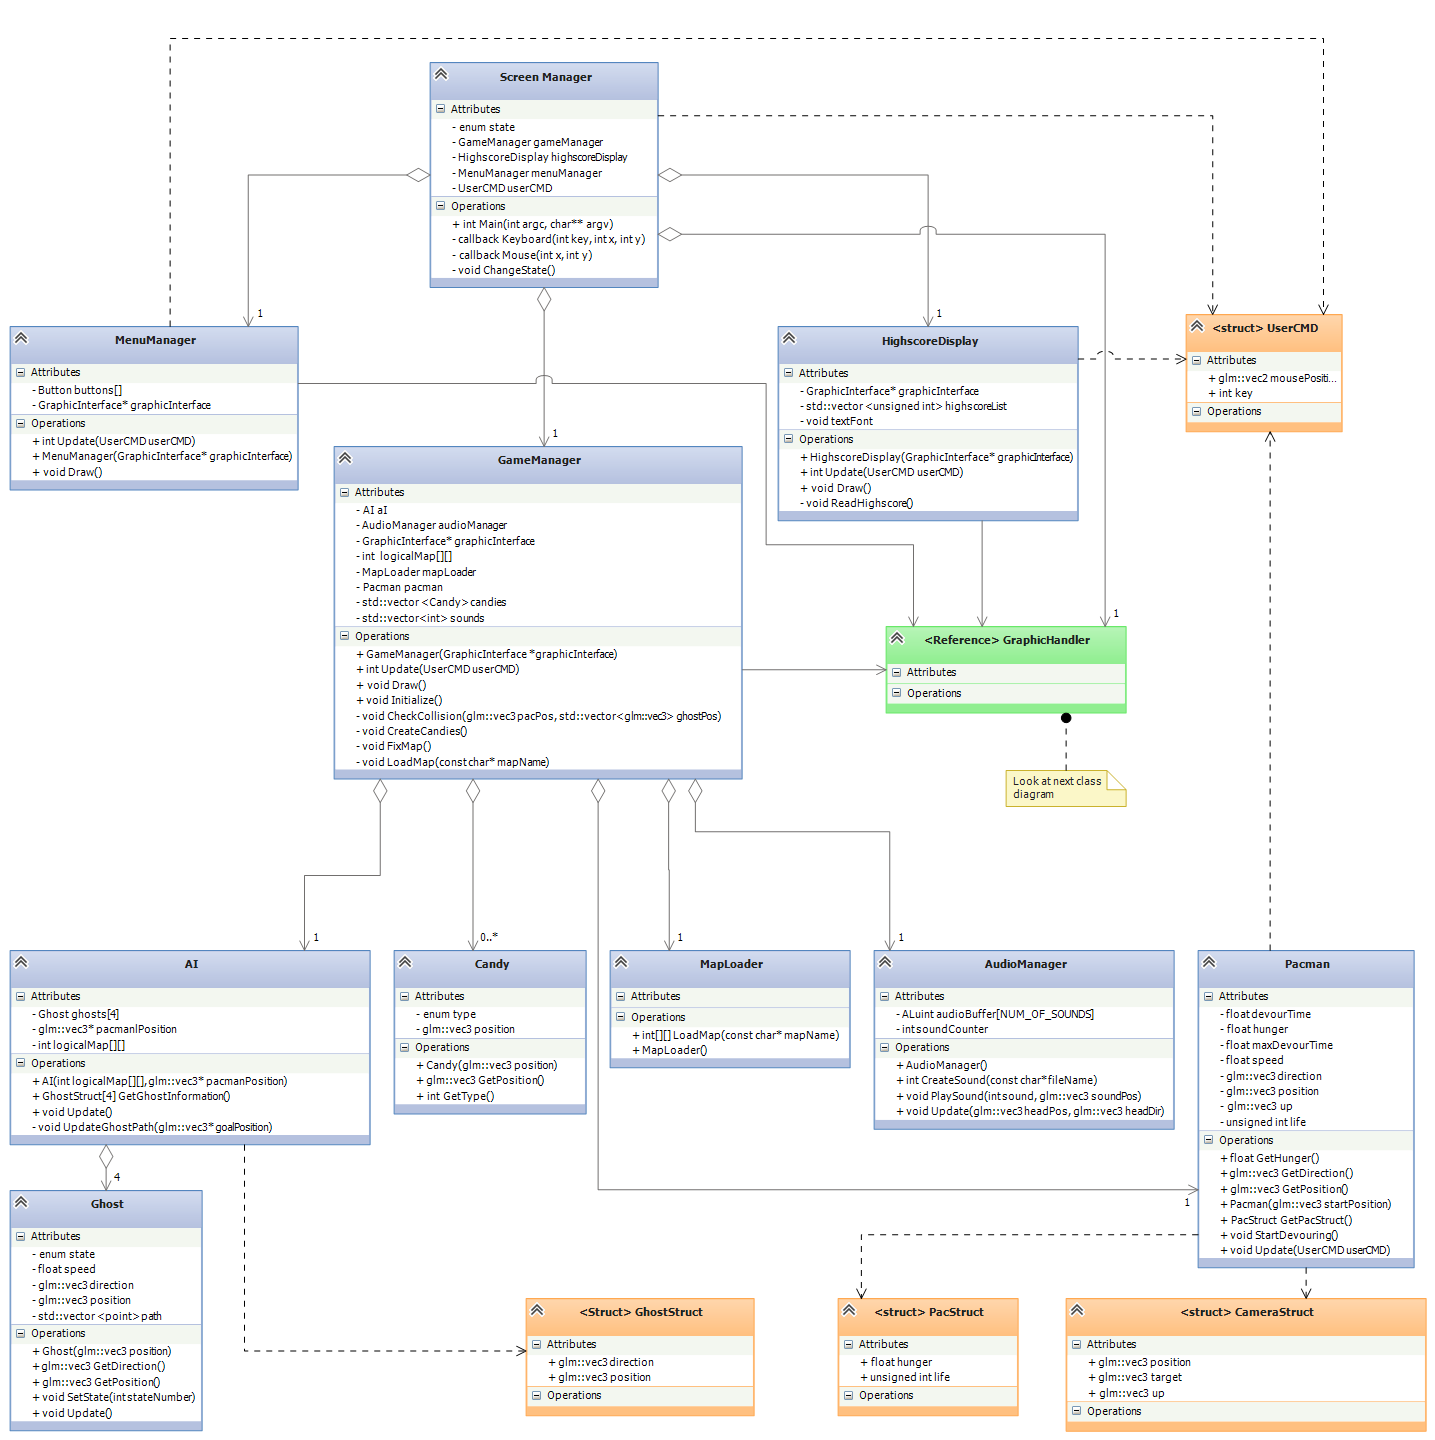 Screen Manager
Attributes
- enum state
- GameManager gameManager
- HighscoreDisplay highscoreDisplay
- MenuManager menuManager
- UserCMD userCMD
Operations
+ int Main(int argc, char** argv)
- callback Keyboard(int key, int x, int y)
- callback Mouse(int x, int y)
- void ChangeState()
1
1
1
1
MenuManager
Attributes
- Button buttons[]
- GraphicInterface* graphicInterface
Operations
+ int Update(UserCMD userCMD)
+ MenuManager(GraphicInterface* graphicInterface)
+ void Draw()
HighscoreDisplay
Attributes
- GraphicInterface* graphicInterface
- std::vector <unsigned int> highscoreList
- void textFont
Operations
+ HighscoreDisplay(GraphicInterface* graphicInterface)
+ int Update(UserCMD userCMD)
+ void Draw()
- void ReadHighscore()
<struct> UserCMD
Attributes
+ glm::vec2 mousePositi...
+ int key
Operations
GameManager
Attributes
- AI aI
- AudioManager audioManager
- GraphicInterface* graphicInterface
- int logicalMap[][]
- MapLoader mapLoader
- Pacman pacman
- std::vector <Candy> candies
- std::vector<int> sounds
Operations
+ GameManager(GraphicInterface *graphicInterface)
+ int Update(UserCMD userCMD)
+ void Draw()
+ void Initialize()
- void CheckCollision(glm::vec3 pacPos, std::vector<glm::vec3> ghostPos)
- void CreateCandies()
- void FixMap()
- void LoadMap(const char* mapName)
<Reference> GraphicHandler
Attributes
Operations
Look at next class
diagram
1
0..*
1
1
1
AI
Attributes
- Ghost ghosts[4]
- glm::vec3* pacmanlPosition
- int logicalMap[][]
Operations
+ AI(int logicalMap[][], glm::vec3* pacmanPosition)
+ GhostStruct[4] GetGhostInformation()
+ void Update()
- void UpdateGhostPath(glm::vec3* goalPosition)
4
Candy
Attributes
- enum type
- glm::vec3 position
Operations
+ Candy(glm::vec3 position)
+ glm::vec3 GetPosition()
+ int GetType()
MapLoader
Attributes
Operations
+ int[][] LoadMap(const char* mapName)
+ MapLoader()
AudioManager
Attributes
- ALuint audioBuffer[NUM_OF_SOUNDS]
- int soundCounter
Operations
+ AudioManager()
+ int CreateSound(const char*fileName)
+ void PlaySound(int sound, glm::vec3 soundPos)
+ void Update(glm::vec3 headPos, glm::vec3 headDir)
Pacman
Attributes
- float devourTime
- float hunger
- float maxDevourTime
- float speed
- glm::vec3 direction
- glm::vec3 position
- glm::vec3 up
- unsigned int life
Operations
+ float GetHunger()
+ glm::vec3 GetDirection()
+ glm::vec3 GetPosition()
+ Pacman(glm::vec3 startPosition)
+ PacStruct GetPacStruct()
+ void StartDevouring()
+ void Update(UserCMD userCMD)
Ghost
Attributes
- enum state
- float speed
- glm::vec3 direction
- glm::vec3 position
- std::vector <point> path
Operations
+ Ghost(glm::vec3 position)
+ glm::vec3 GetDirection()
+ glm::vec3 GetPosition()
+ void SetState(int stateNumber)
+ void Update()
<Struct> GhostStruct
Attributes
+ glm::vec3 direction
+ glm::vec3 position
Operations
<struct> PacStruct
Attributes
+ float hunger
+ unsigned int life
Operations
<struct> CameraStruct
Attributes
+ glm::vec3 position
+ glm::vec3 target
+ glm::vec3 up
Operations